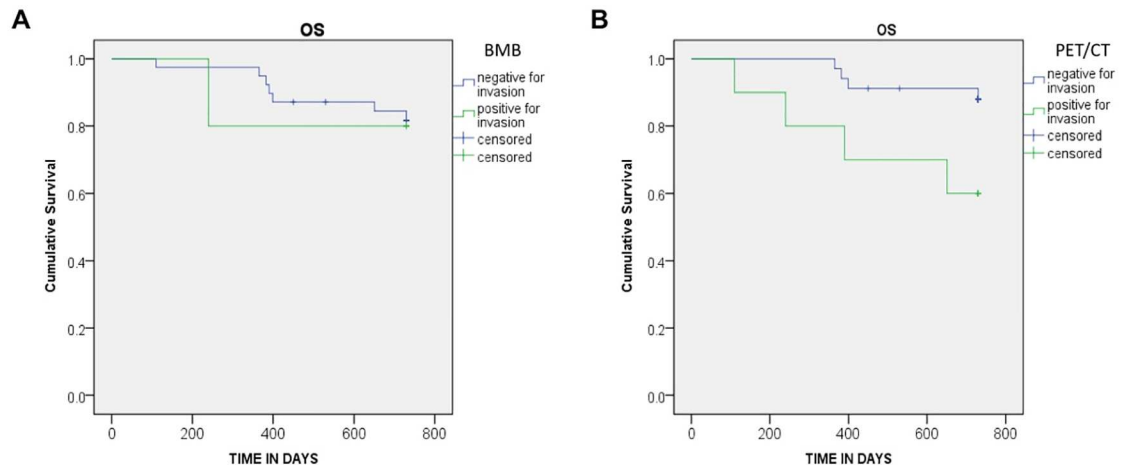 A
OS
BMB
1.0
0.8
0.6
0.4
0.2
0.0
Cumulative Survival
0 200 400 600 800
TIME IN DAYS
negative for
invasion
positive for
invasion
censored
censored
B
OS
PET/CT
1.0
0.8
0.6
0.4
0.2
0.0
Cumulative Survival
0 200 400 600 800
TIME IN DAYS
negative for
invasion
positive for
invasion
censored
censored